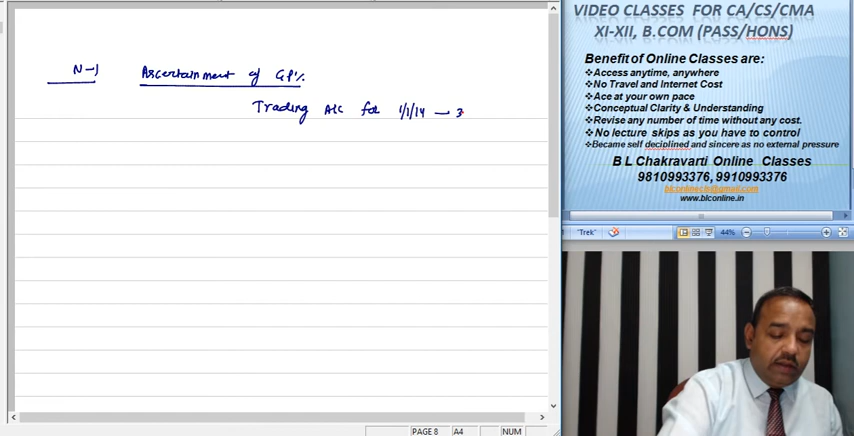 N-1 Ascertainment of GP%
Trading A/c for 1/1/14 — 3
VIDEO CLASSES FOR CA/CS/CMA
XI-XII, B.COM (PASS/HONS)
Benefit of Online Classes are:
❖Access anytime, anywhere
❖No Travel and Internet Cost
❖Ace at your own pace
❖Conceptual Clarity & Understanding
❖Revise any number of time without any cost.
❖No lecture skips as you have to control
❖Became self deciplined and sincere as no external pressure
B L Chakravarti Online Classes
9810993376, 9910993376
blconlinecls@gmail.com
www.blconline.in
"Trek" 44%
PAGE 8 A4 NUM